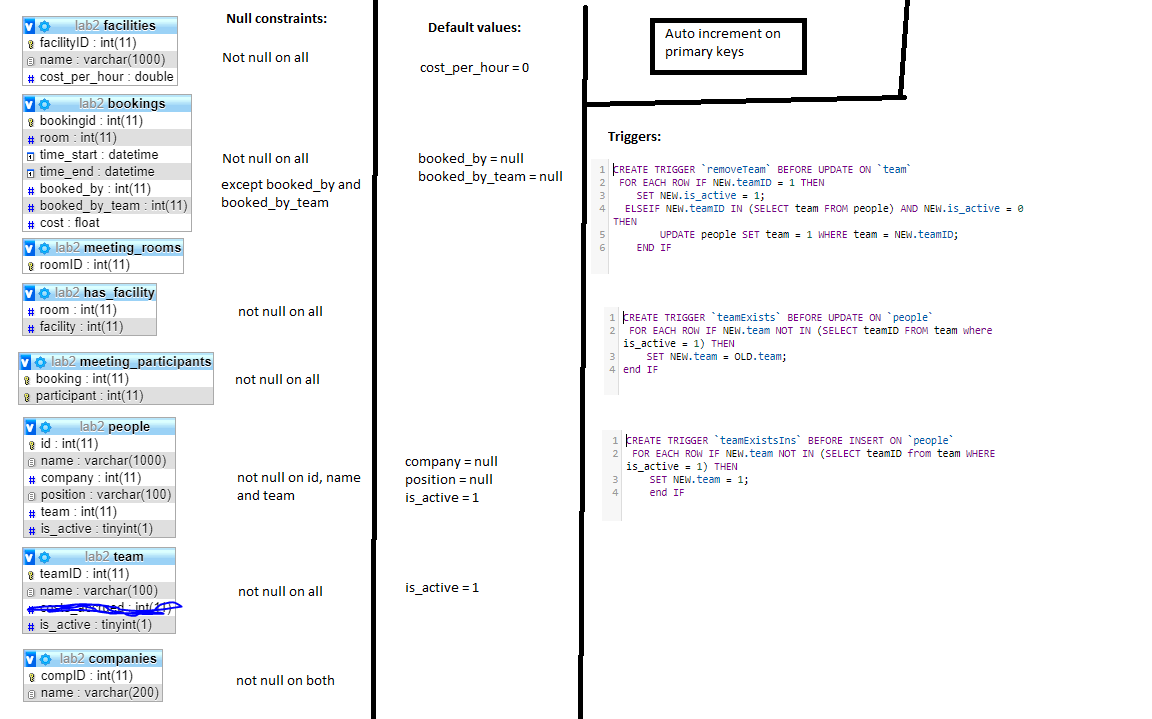 lab2 facilities
facilityID : int(11)
name : varchar(1000)
cost_per_hour : double
lab2 bookings
bookingid : int(11)
room : int(11)
time_start : datetime
time_end : datetime
booked_by : int(11)
booked_by_team : int(11)
cost : float
lab2 meeting_rooms
roomID : int(11)
lab2 has_facility
room : int(11)
facility : int(11)
lab2 meeting_participants
booking : int(11)
participant : int(11)
lab2 people
id : int(11)
name : varchar(1000)
company : int(11)
position : varchar(100)
team : int(11)
is_active : tinyint(1)
lab2 team
teamID : int(11)
name : varchar(100)
is_active : tinyint(1)
lab2 companies
compID : int(11)
name : varchar(200)
Null constraints:
Not null on all
Not null on all
except booked_by and
booked_by_team
not null on all
not null on all
not null on id, name
and team
not null on all
not null on both
Default values:
cost_per_hour = 0
booked_by = null
booked_by_team = null
company = null
position = null
is_active = 1
is_active = 1
Auto increment on
primary keys
Triggers:
1 CREATE TRIGGER `removeTeam` BEFORE UPDATE ON `team`
2 FOR EACH ROW IF NEW.teamID = 1 THEN
3 SET NEW.is_active = 1;
4 ELSEIF NEW.teamID IN (SELECT team FROM people) AND NEW.is_active = 0
THEN
5 UPDATE people SET team = 1 WHERE team = NEW.teamID;
6 END IF
1 CREATE TRIGGER `teamExists` BEFORE UPDATE ON `people`
2 FOR EACH ROW IF NEW.team NOT IN (SELECT teamID FROM team where
is_active = 1) THEN
3 SET NEW.team = OLD.team;
4 end IF
1 CREATE TRIGGER `teamExistsIns` BEFORE INSERT ON `people`
2 FOR EACH ROW IF NEW.team NOT IN (SELECT teamID from team WHERE
is_active = 1) THEN
3 SET NEW.team = 1;
4 end IF